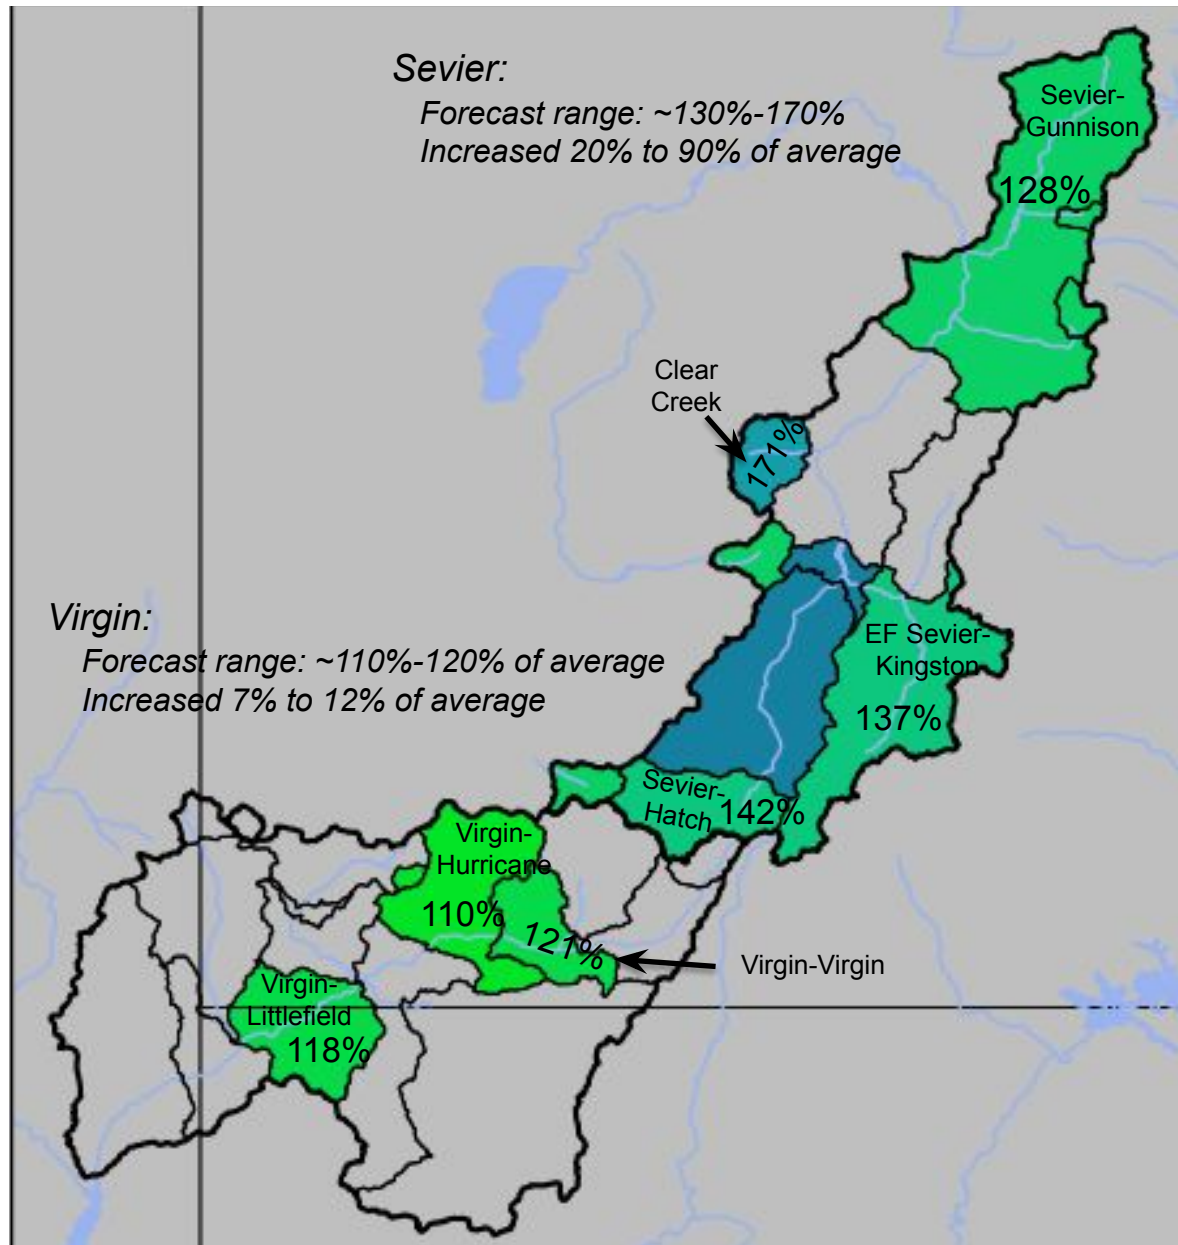 Sevier:
Forecast range: ~130%-170%
Increased 20% to 90% of average
Sevier-
Gunnison
128%
Clear
Creek
171%
Virgin:
Forecast range: ~110%-120% of average
Increased 7% to 12% of average
EF Sevier-
Kingston
137%
Sevier-
Hatch
142%
Virgin-
Hurricane
110%
121%
Virgin-Virgin
Virgin-
Littlefield
118%